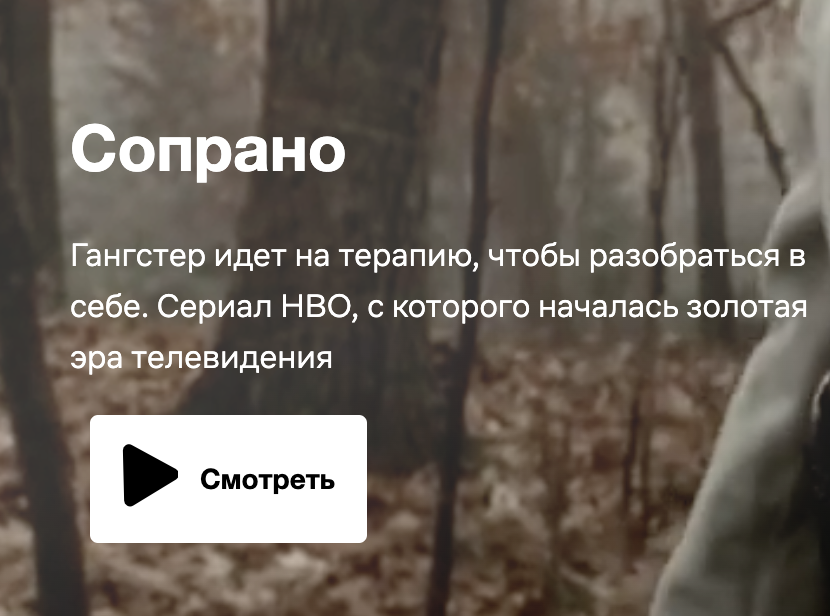 Сопрано
Гангстер идет на терапию, чтобы разобраться в
себе. Сериал HBO, с которого началась золотая
эра телевидения
Смотреть